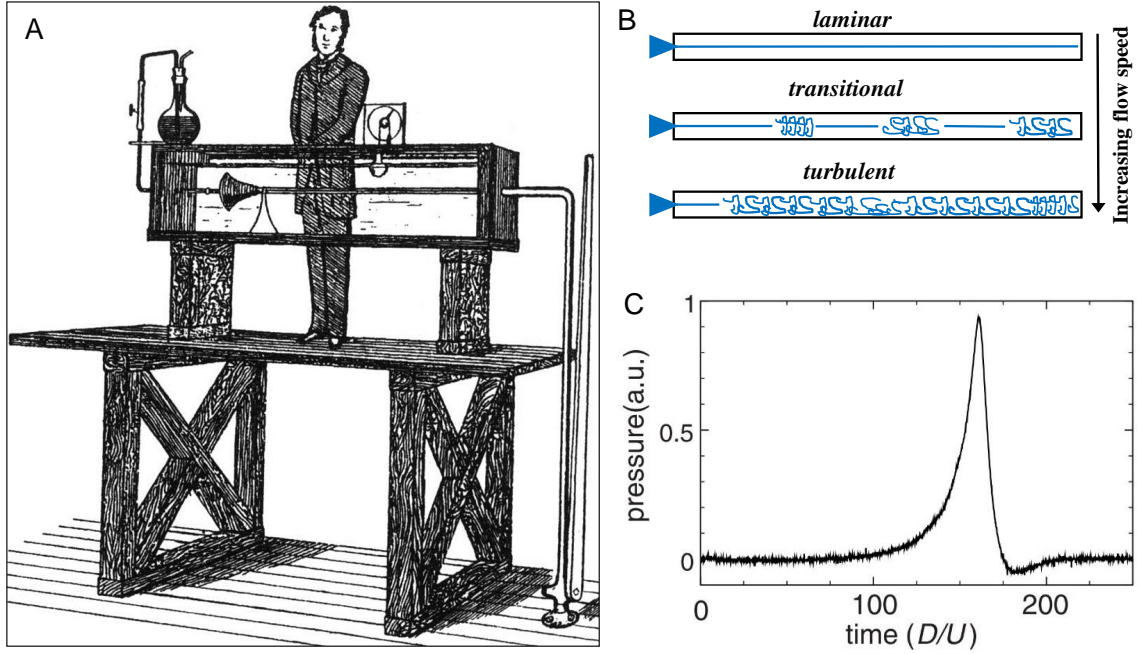 A
B
laminar
transitional
turbulent
Increasing flow speed
C
1
0.5
0
pressure(a.u.)
0
100
200
time (D/U)